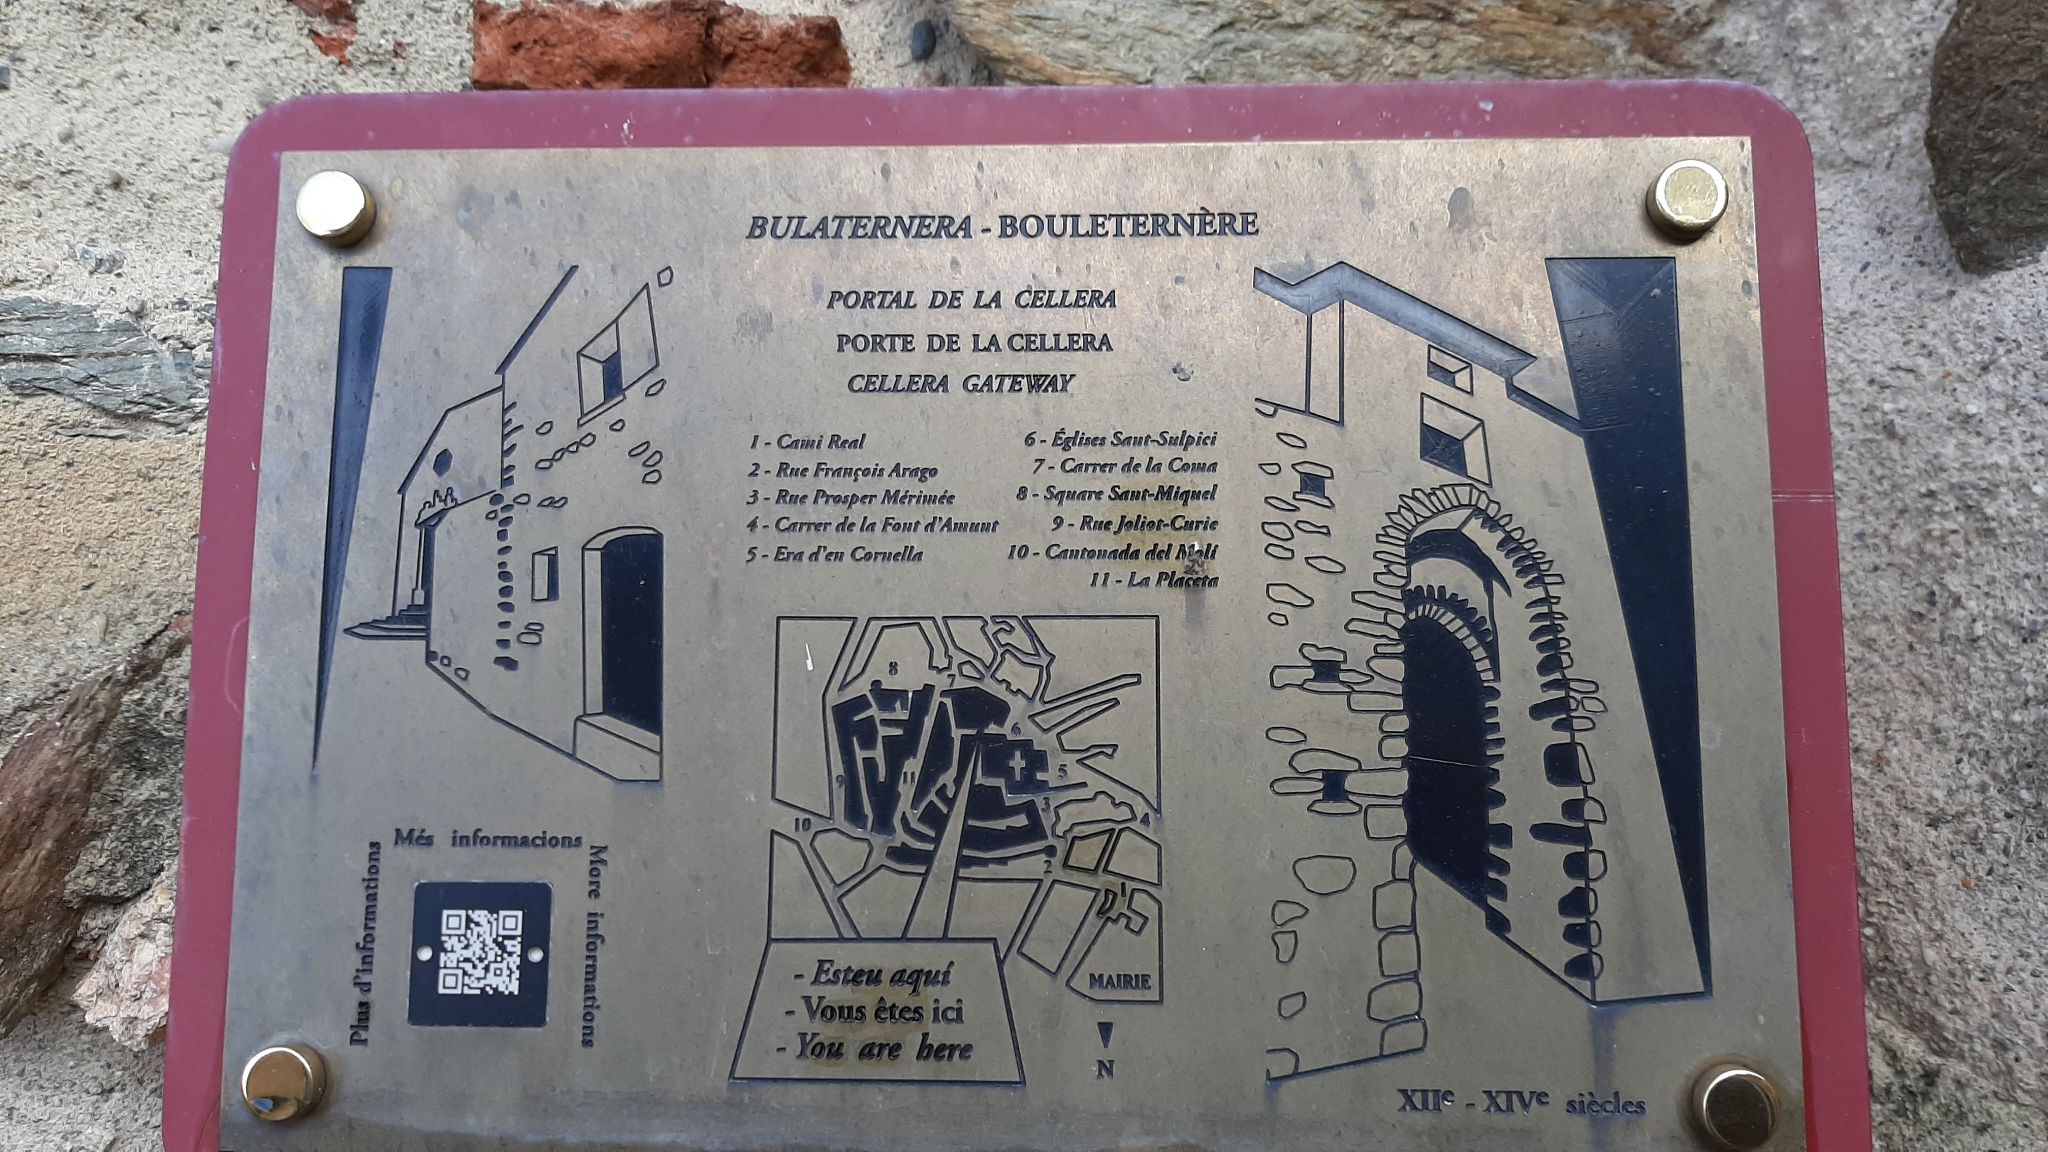 BULATERNERA - BOULETERNÈRE
PORTAL DE LA CELLERA
PORTE DE LA CELLERA
CELLERA GATEWAY
1 - Cami Real
2 - Rue François Arago
3 - Rue Prosper Mérimée
4 - Carrer de la Font d'Amunt
5 - Era d'en Cornella
6 - Églises Sant-Sulpici
7 - Carrer de la Coma
8 - Square Sant-Miquel
9 - Rue Joliot-Curie
10 - Cantonada del Molí
11 - La Placeta
8
7
6
9
11
5
3
10
4
2
1
MAIRIE
N
- Esteu aquí
- Vous êtes ici
- You are here
Més informacions
Plus d'informations
More informations
XIIe - XIVe siècles